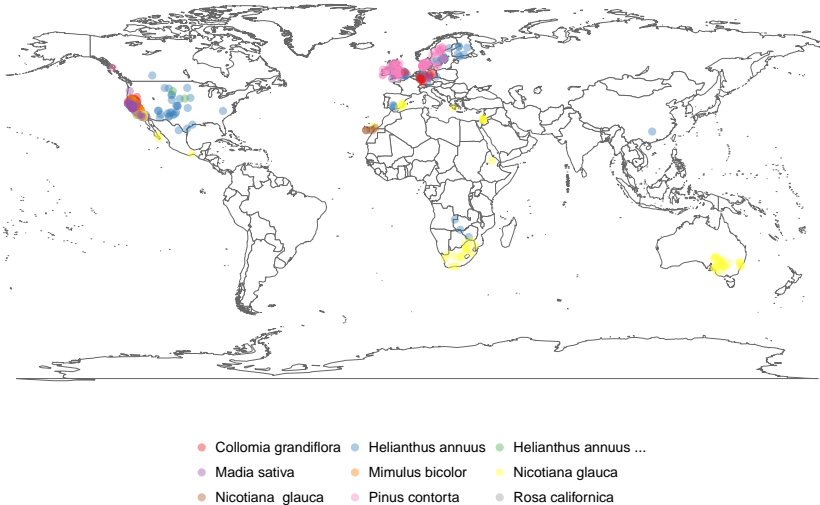 Collomia grandiflora Helianthus annuus Helianthus annuus ...
Madia sativa Mimulus bicolor Nicotiana glauca
Nicotiana  glauca Pinus contorta Rosa californica